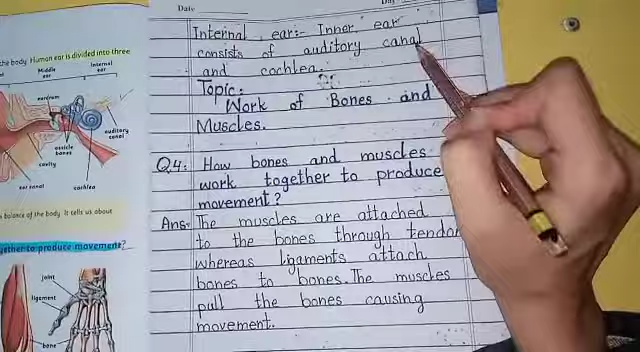 Date
Day
the body. Human ear is divided into three
Middle ear
Internal ear
eardrum
auditory canal
ossicle bones
cavity
ear canal
cochlea
balance of the body. It tells us about
gether to produce movement?
joint
ligament
bone
Internal ear:- Inner ear
consists of auditory canal
and cochlea.
Topic:
Work of Bones and
Muscles.
Q4: How bones and muscles
work together to produce
movement?
Ans: The muscles are attached
to the bones through tendon
whereas ligaments attach
bones to bones. The muscles
pull the bones causing
movement.